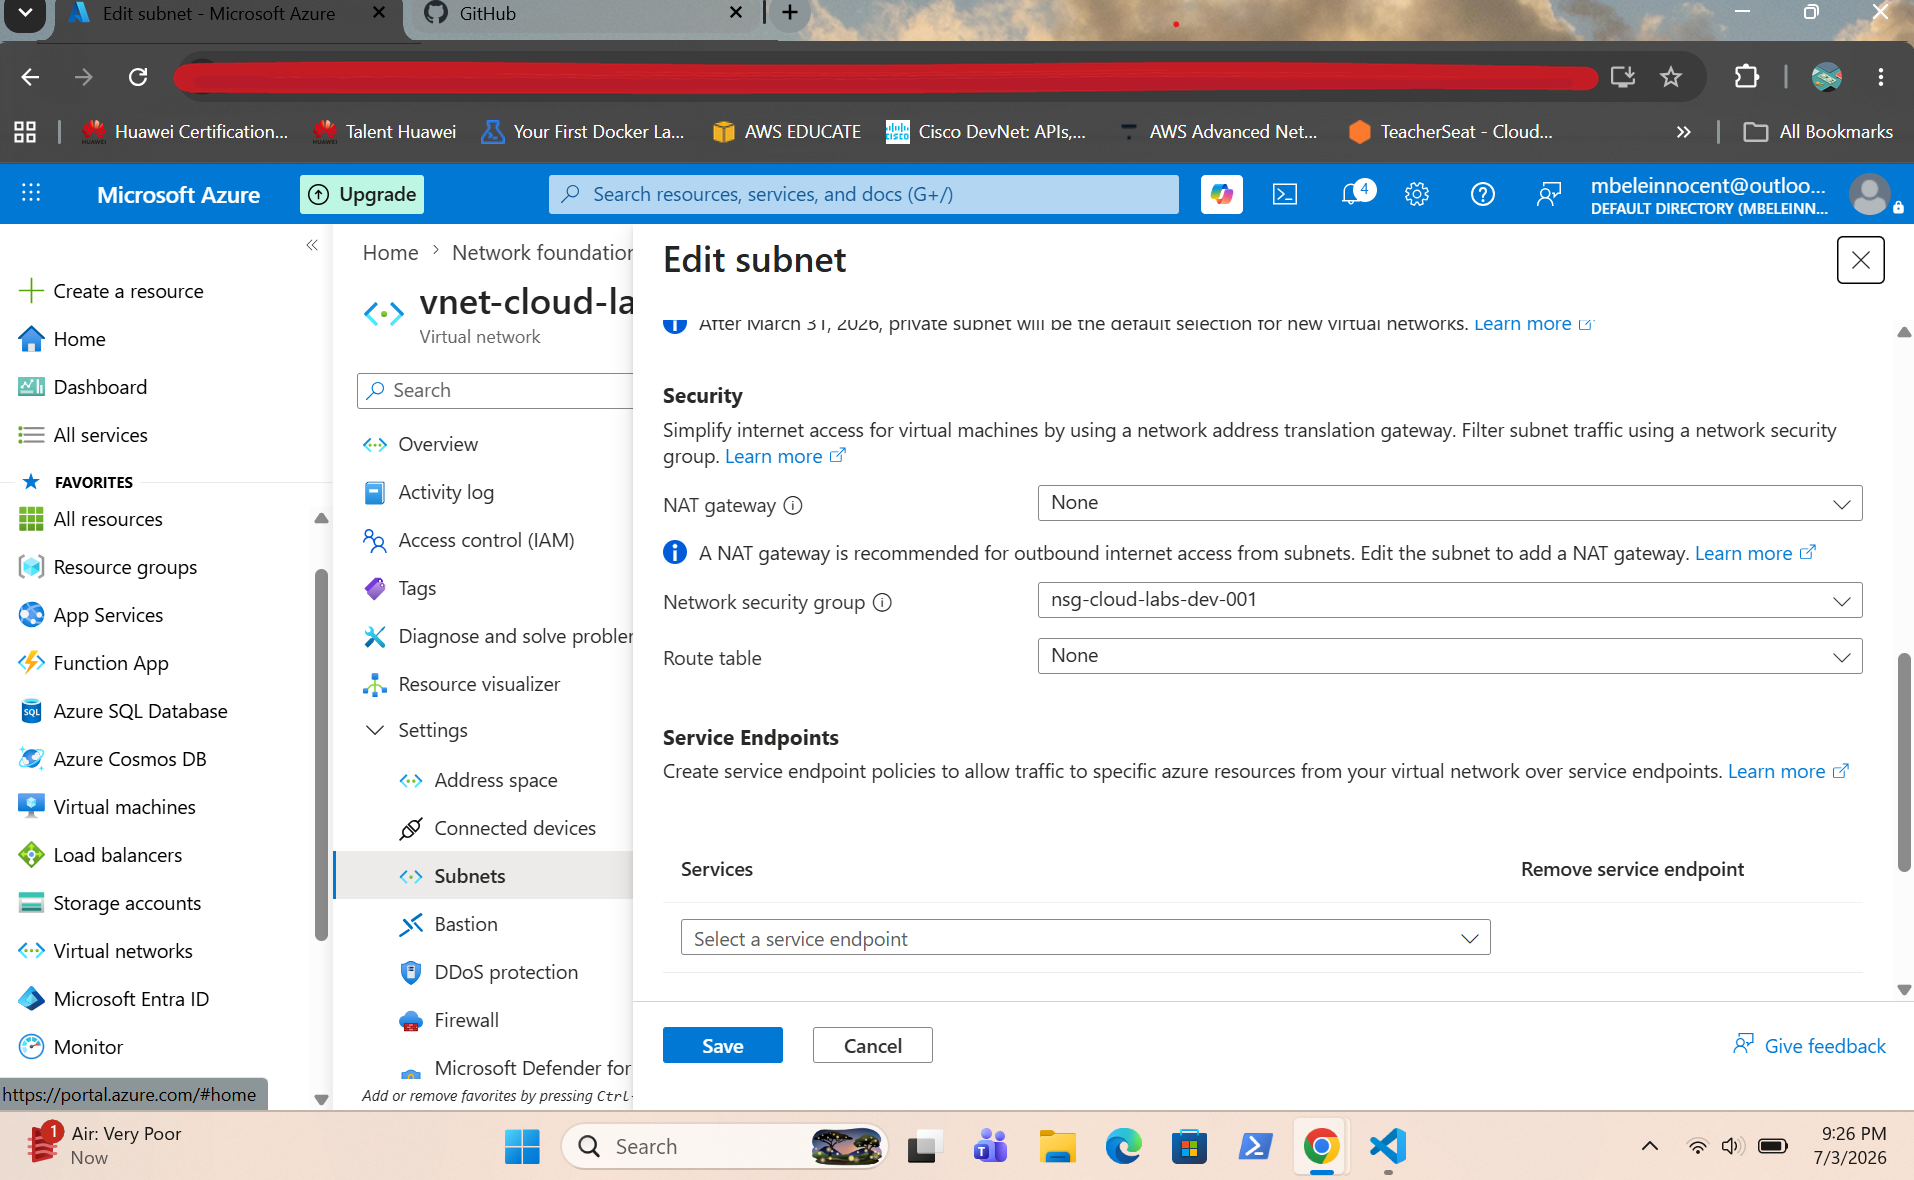 Edit subnet - Microsoft Azure
GitHub
Huawei Certification...
Talent Huawei
Your First Docker La...
AWS EDUCATE
Cisco DevNet: APIs,...
AWS Advanced Net...
TeacherSeat - Cloud...
All Bookmarks
Microsoft Azure
Upgrade
Search resources, services, and docs (G+/)
4
mbeleinnocent@outloo...
DEFAULT DIRECTORY (MBELEINN...
Create a resource
Home
Dashboard
All services
FAVORITES
All resources
Resource groups
App Services
Function App
Azure SQL Database
Azure Cosmos DB
Virtual machines
Load balancers
Storage accounts
Virtual networks
Microsoft Entra ID
Monitor
https://portal.azure.com/#home
Home > Network foundation
vnet-cloud-la
Virtual network
Search
Overview
Activity log
Access control (IAM)
Tags
Diagnose and solve probler
Resource visualizer
Settings
Address space
Connected devices
Subnets
Bastion
DDoS protection
Firewall
Microsoft Defender for
Add or remove favorites by pressing Ctrl-
Edit subnet
After March 31, 2026, private subnet will be the default selection for new virtual networks. Learn more
Security
Simplify internet access for virtual machines by using a network address translation gateway. Filter subnet traffic using a network security
group. Learn more
NAT gateway
None
A NAT gateway is recommended for outbound internet access from subnets. Edit the subnet to add a NAT gateway. Learn more
Network security group
nsg-cloud-labs-dev-001
Route table
None
Service Endpoints
Create service endpoint policies to allow traffic to specific azure resources from your virtual network over service endpoints. Learn more
Services
Remove service endpoint
Select a service endpoint
Save
Cancel
Give feedback
1
Air: Very Poor
Now
Search
9:26 PM
7/3/2026